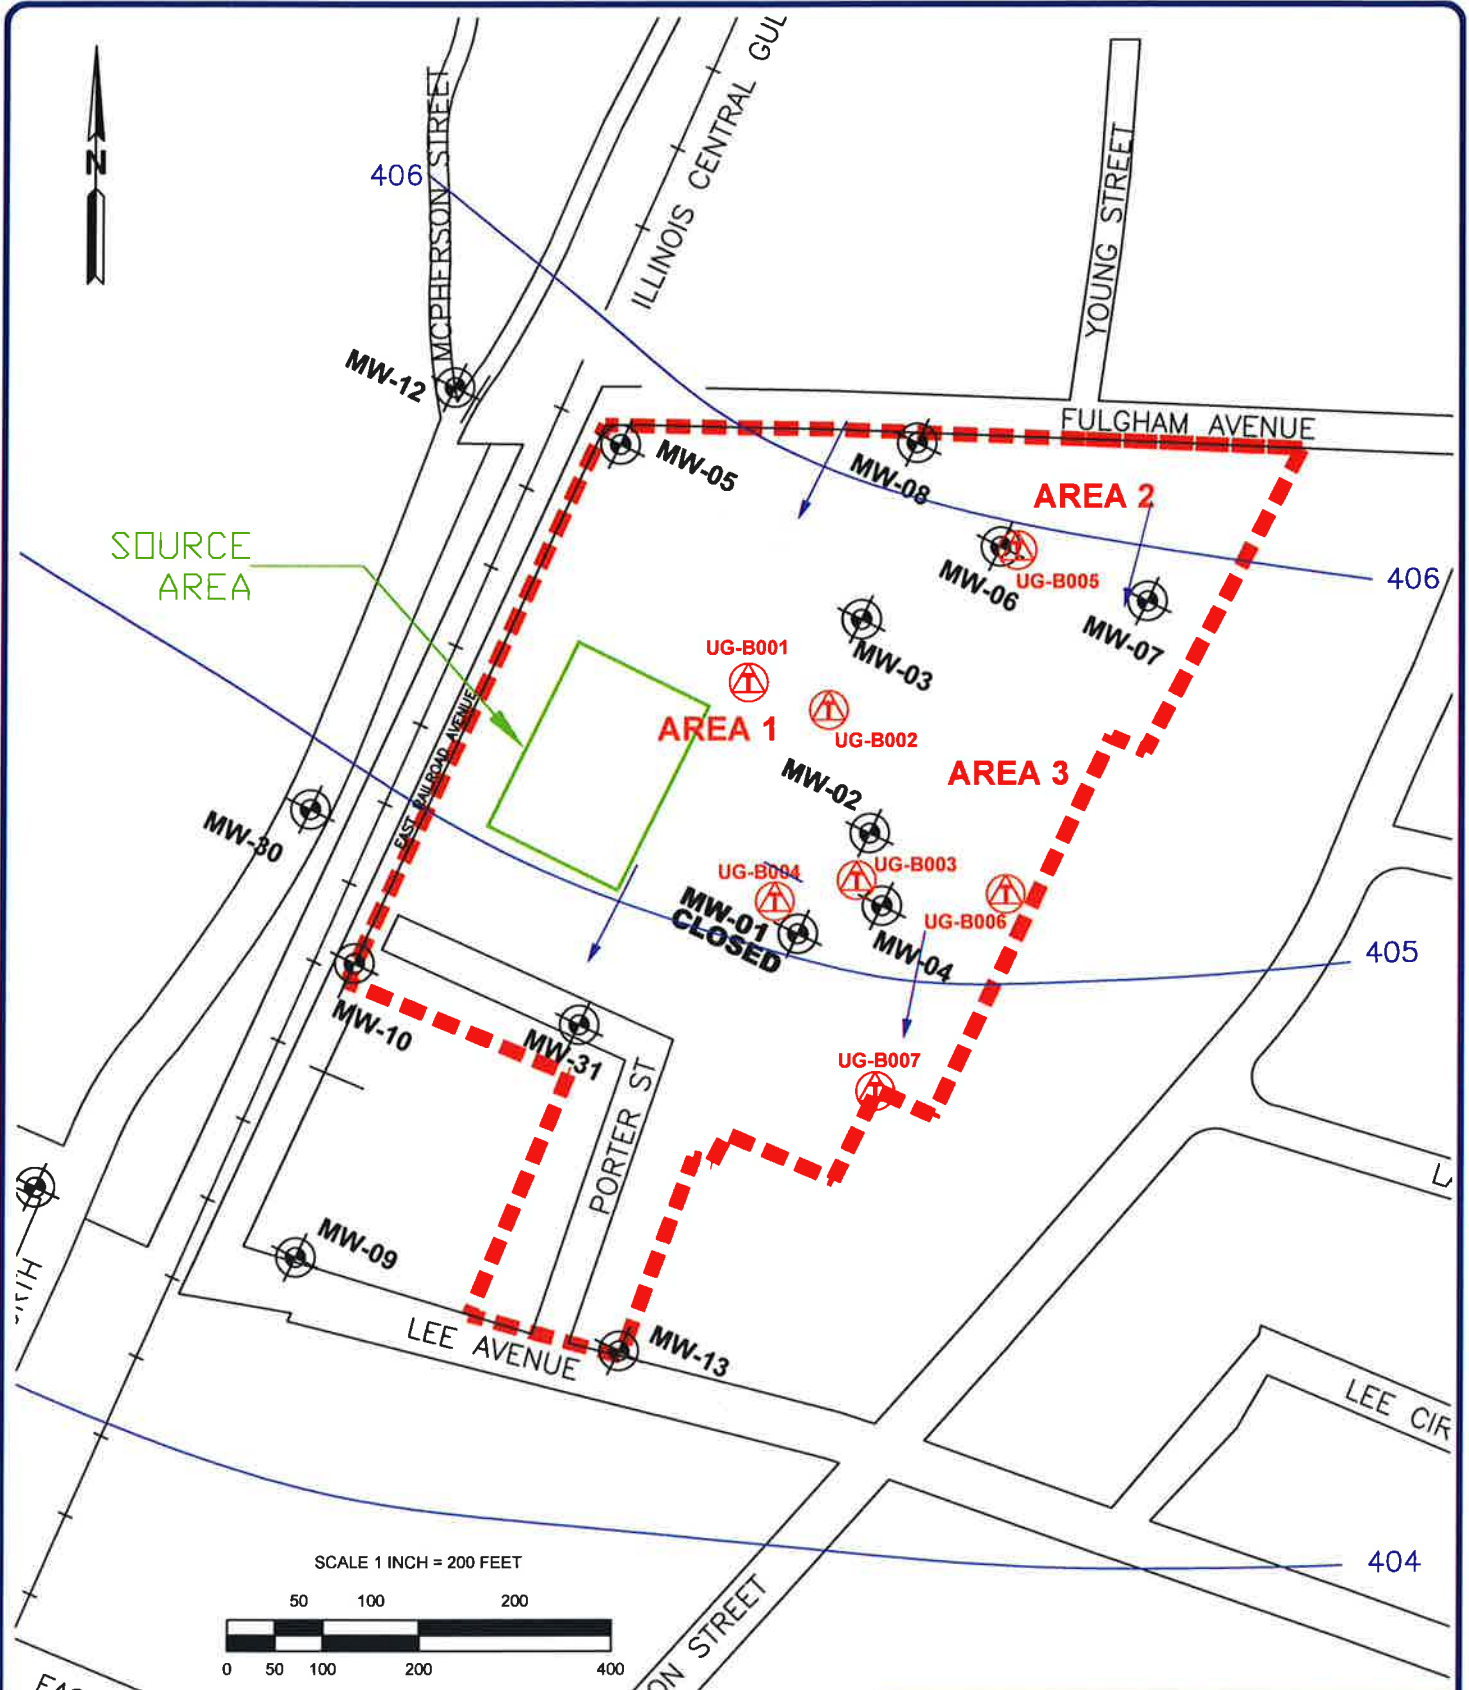 N
MCPHERSON STREET
ILLINOIS CENTRAL GUL
406
YOUNG STREET
MW-12
FULGHAM AVENUE
MW-05
MW-08
AREA 2
SOURCE
AREA
406
MW-06
UG-B005
MW-07
MW-03
UG-B001
AREA 1
UG-B002
EAST RAILROAD AVENUE
AREA 3
MW-02
MW-30
UG-B004
UG-B003
MW-01
CLOSED
UG-B006
MW-04
405
MW-10
MW-31
UG-B007
PORTER ST
LA
MW-09
LEE AVENUE
MW-13
LEE CIR
404
SCALE 1 INCH = 200 FEET
50 100 200
0 50 100 200 400
ON STREET